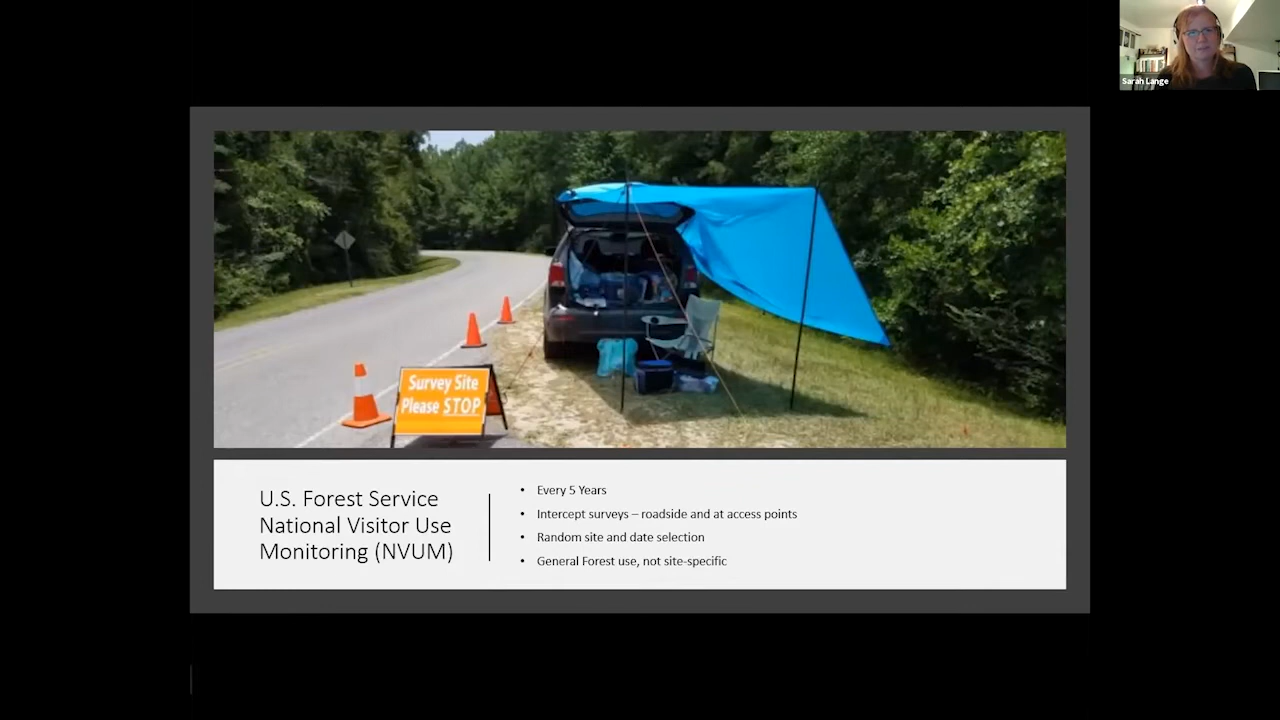 Sarah Lange
Survey Site
Please STOP
U.S. Forest Service
National Visitor Use
Monitoring (NVUM)
• Every 5 Years
• Intercept surveys – roadside and at access points
• Random site and date selection
• General Forest use, not site-specific